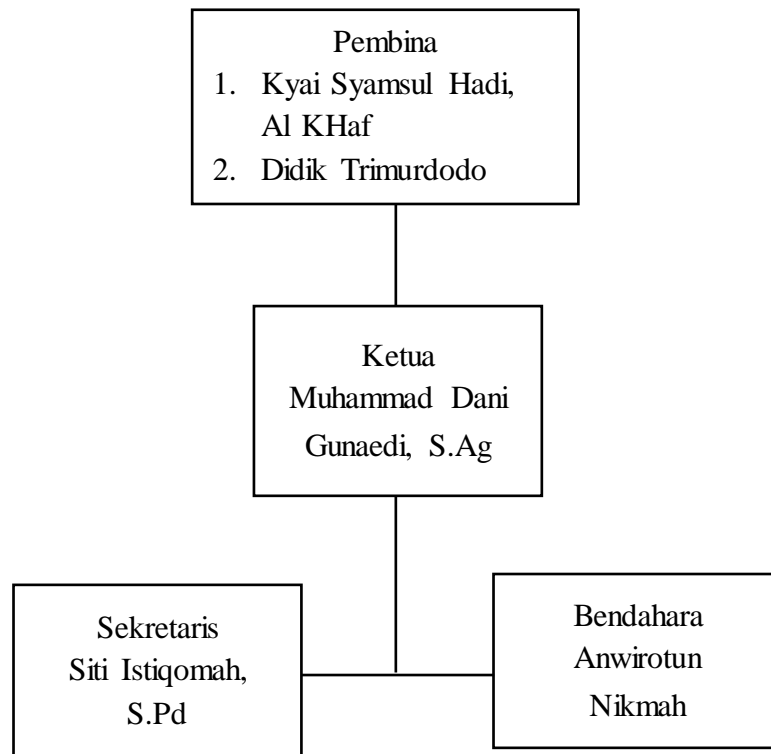 Pembina
1. Kyai Syamsul Hadi,
Al KHaf
2. Didik Trimurdodo
Ketua
Muhammad Dani
Gunaedi, S.Ag
Sekretaris
Siti Istiqomah,
S.Pd
Bendahara
Anwirotun
Nikmah